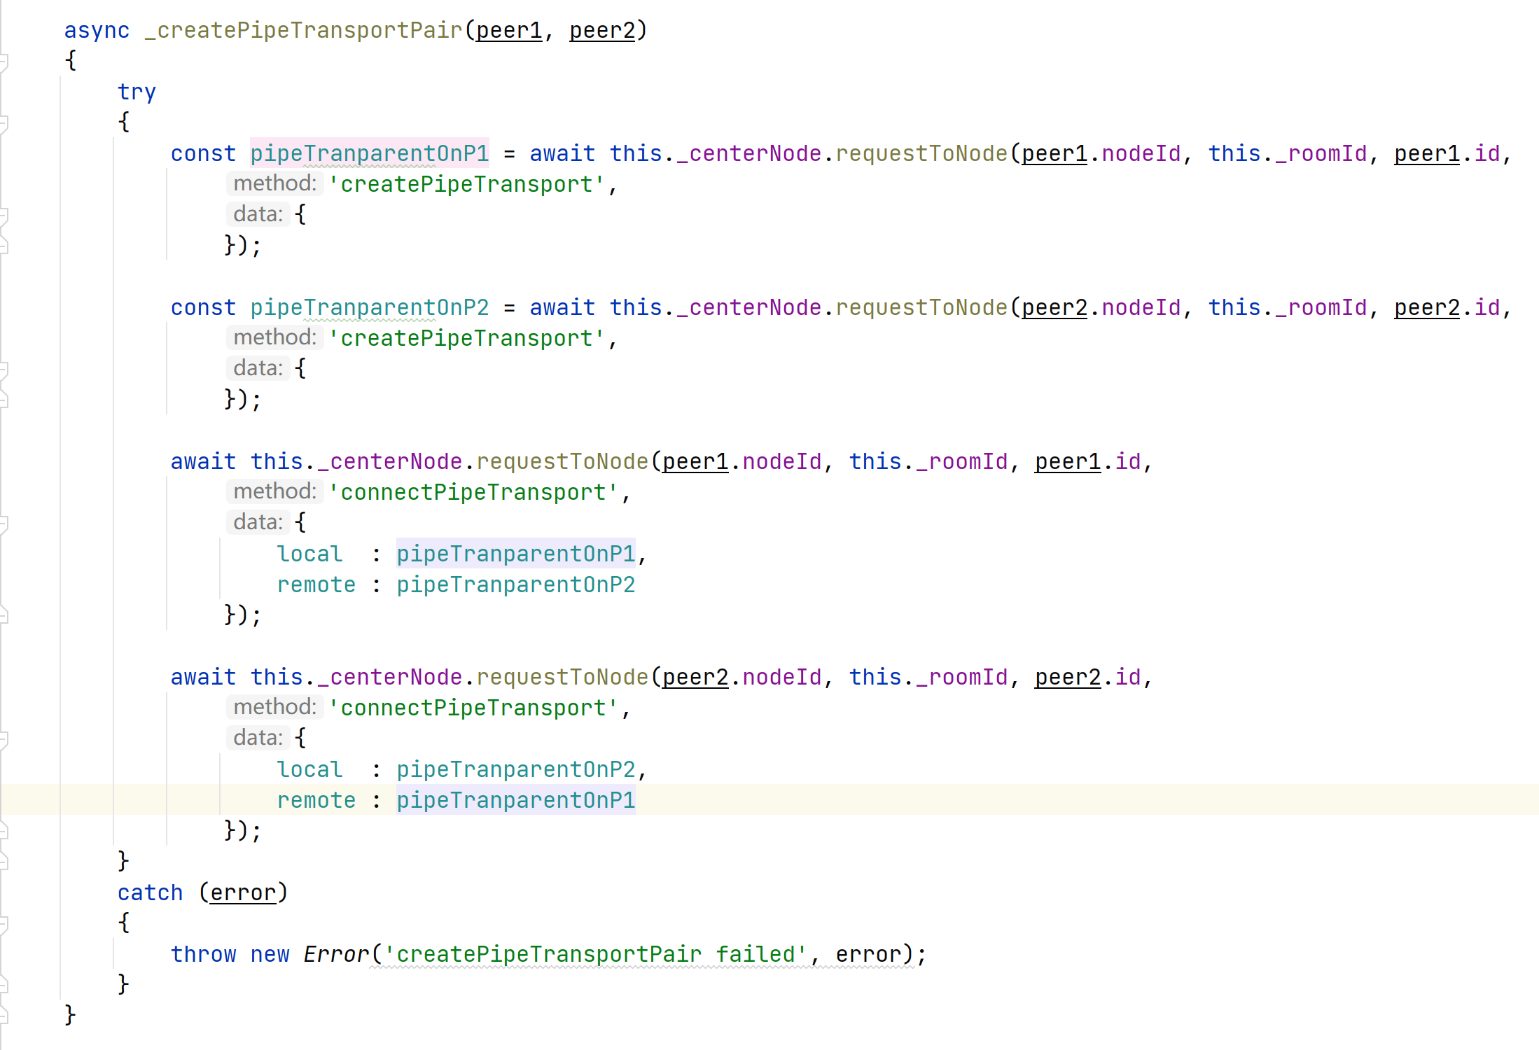 async _createPipeTransportPair(peer1, peer2)
{
try
{
const pipeTranparentOnP1 = await this._centerNode.requestToNode(peer1.nodeId, this._roomId, peer1.id,
method: 'createPipeTransport',
data: {
});
const pipeTranparentOnP2 = await this._centerNode.requestToNode(peer2.nodeId, this._roomId, peer2.id,
method: 'createPipeTransport',
data: {
});
await this._centerNode.requestToNode(peer1.nodeId, this._roomId, peer1.id,
method: 'connectPipeTransport',
data: {
local : pipeTranparentOnP1,
remote : pipeTranparentOnP2
});
await this._centerNode.requestToNode(peer2.nodeId, this._roomId, peer2.id,
method: 'connectPipeTransport',
data: {
local : pipeTranparentOnP2,
remote : pipeTranparentOnP1
});
}
catch (error)
{
throw new Error('createPipeTransportPair failed', error);
}
}